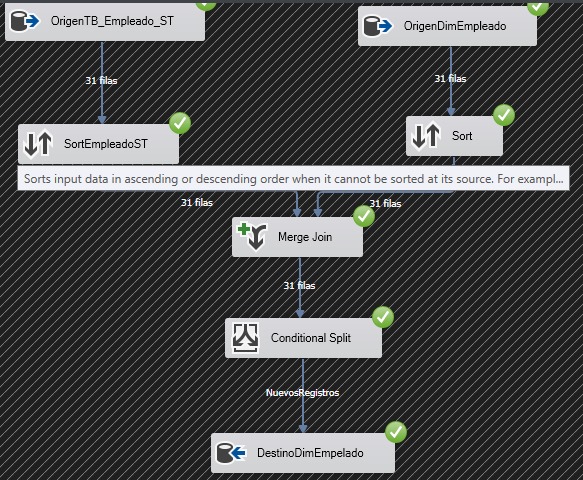 OrigenTB_Empleado_ST
OrigenDimEmpleado
31 filas
31 filas
SortEmpleadoST
Sort
Sorts input data in ascending or descending order when it cannot be sorted at its source. For exampl...
31 filas
31 filas
Merge Join
31 filas
Conditional Split
NuevosRegistros
DestinoDimEmpelado